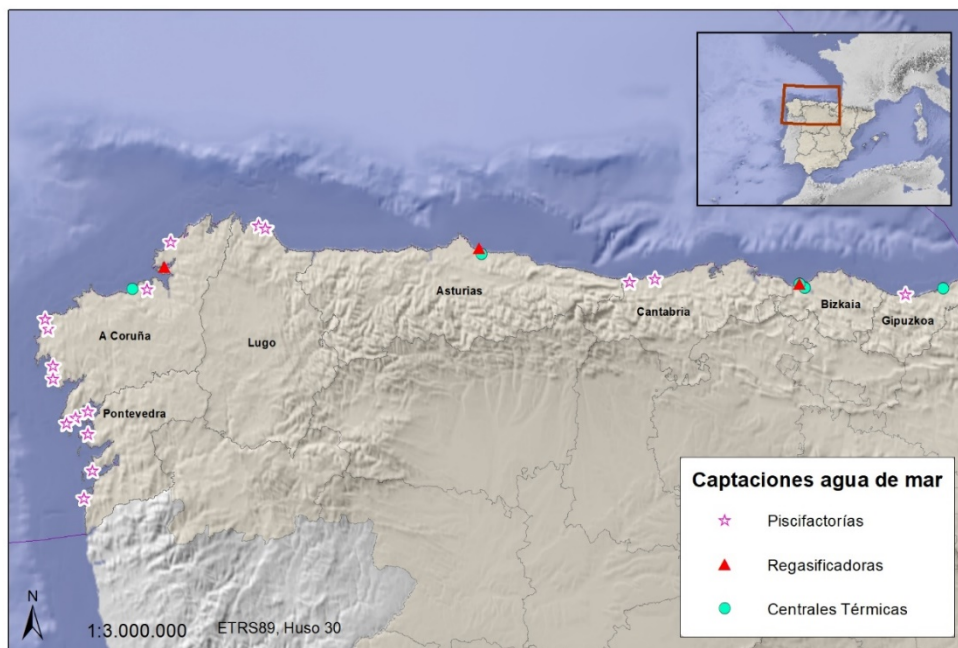 Asturias
Cantabria
Bizkaia
Gipuzkoa
A Coruña
Lugo
Pontevedra
Captaciones agua de mar
Piscifactorías
Regasificadoras
Centrales Térmicas
N
1:3.000.000
ETRS89, Huso 30